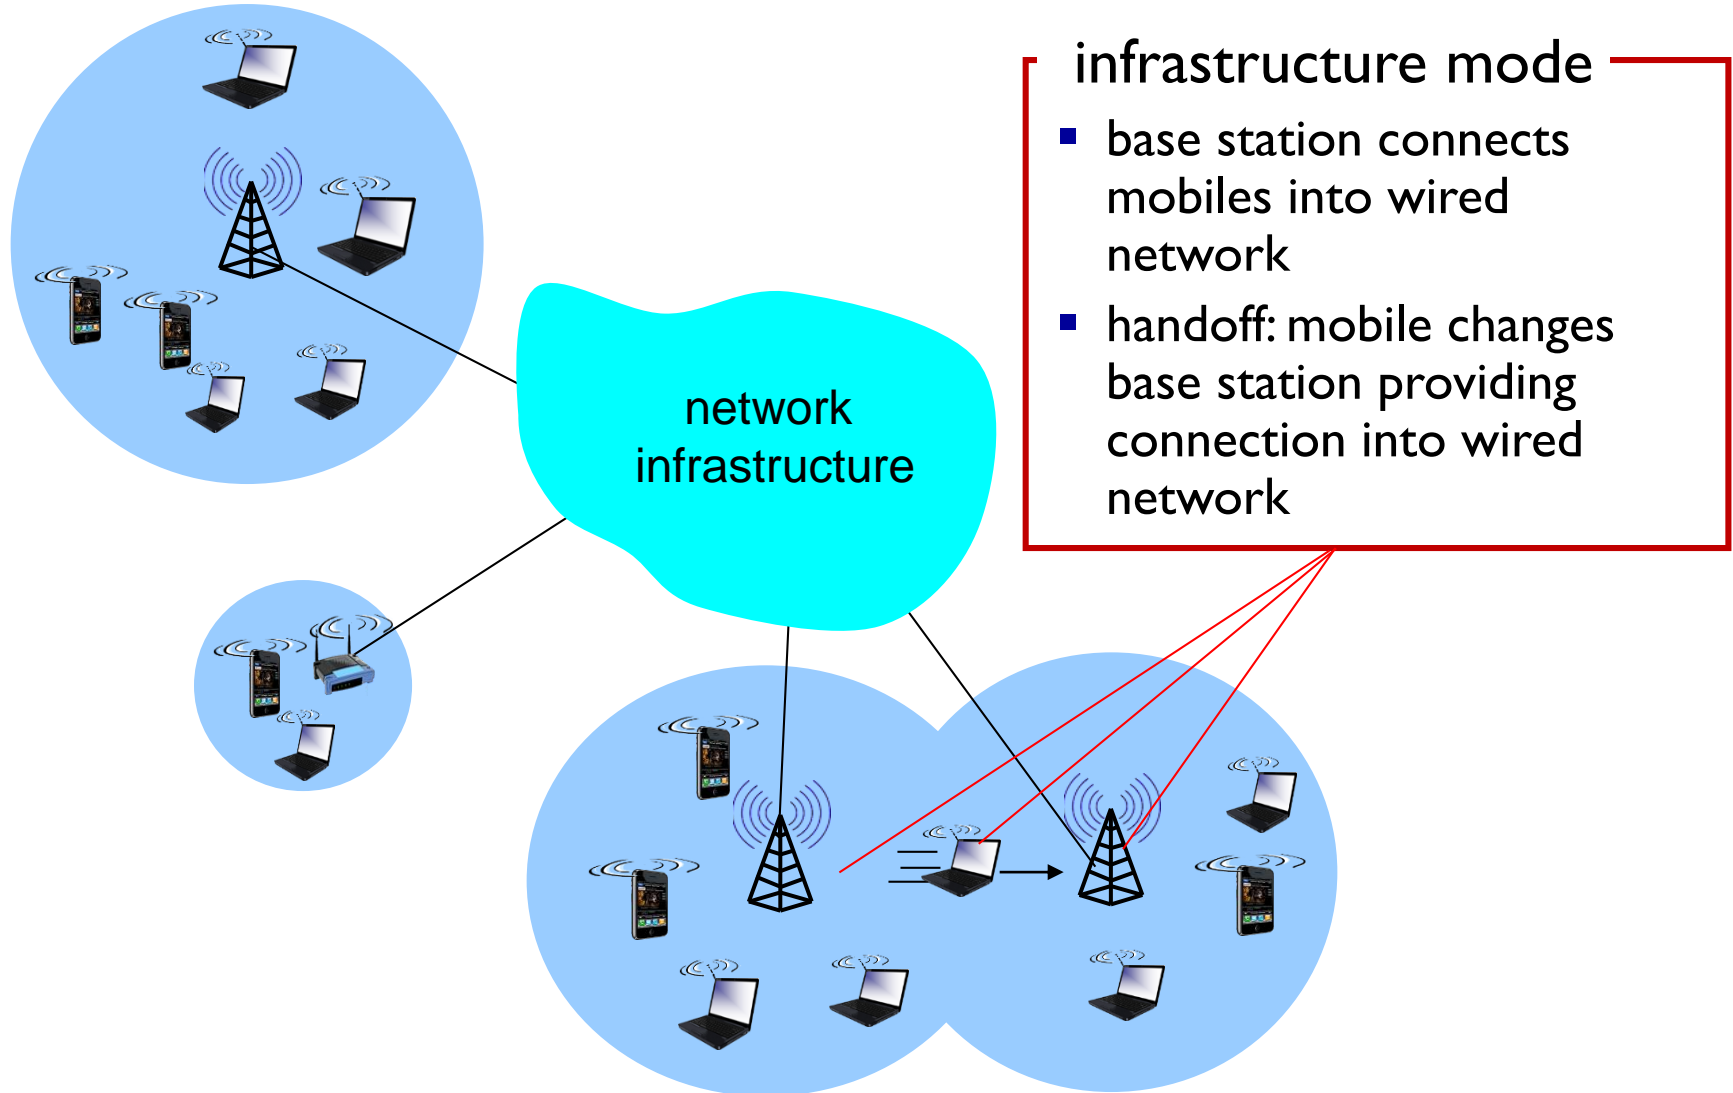 infrastructure mode
base station connects
mobiles into wired
network
handoff: mobile changes
base station providing
connection into wired
network
network
infrastructure